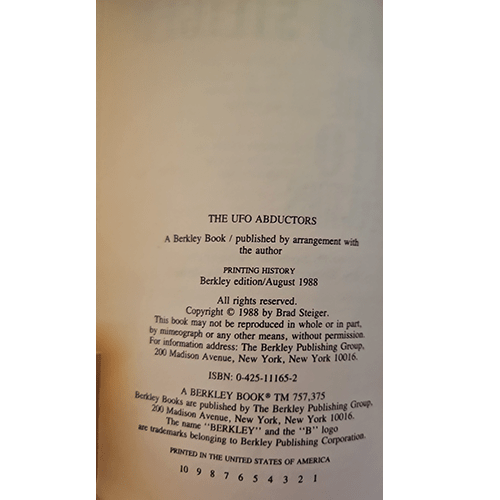 THE UFO ABDUCTORS
A Berkley Book / published by arrangement with
the author
PRINTING HISTORY
Berkley edition/August 1988
All rights reserved.
Copyright © 1988 by Brad Steiger.
This book may not be reproduced in whole or in part,
by mimeograph or any other means, without permission.
For information address: The Berkley Publishing Group,
200 Madison Avenue, New York, New York 10016.
ISBN: 0-425-11165-2
A BERKLEY BOOK® TM 757,375
Berkley Books are published by The Berkley Publishing Group,
200 Madison Avenue, New York, New York 10016.
The name "BERKLEY" and the "B" logo
are trademarks belonging to Berkley Publishing Corporation.
PRINTED IN THE UNITED STATES OF AMERICA
10 9 8 7 6 5 4 3 2 1